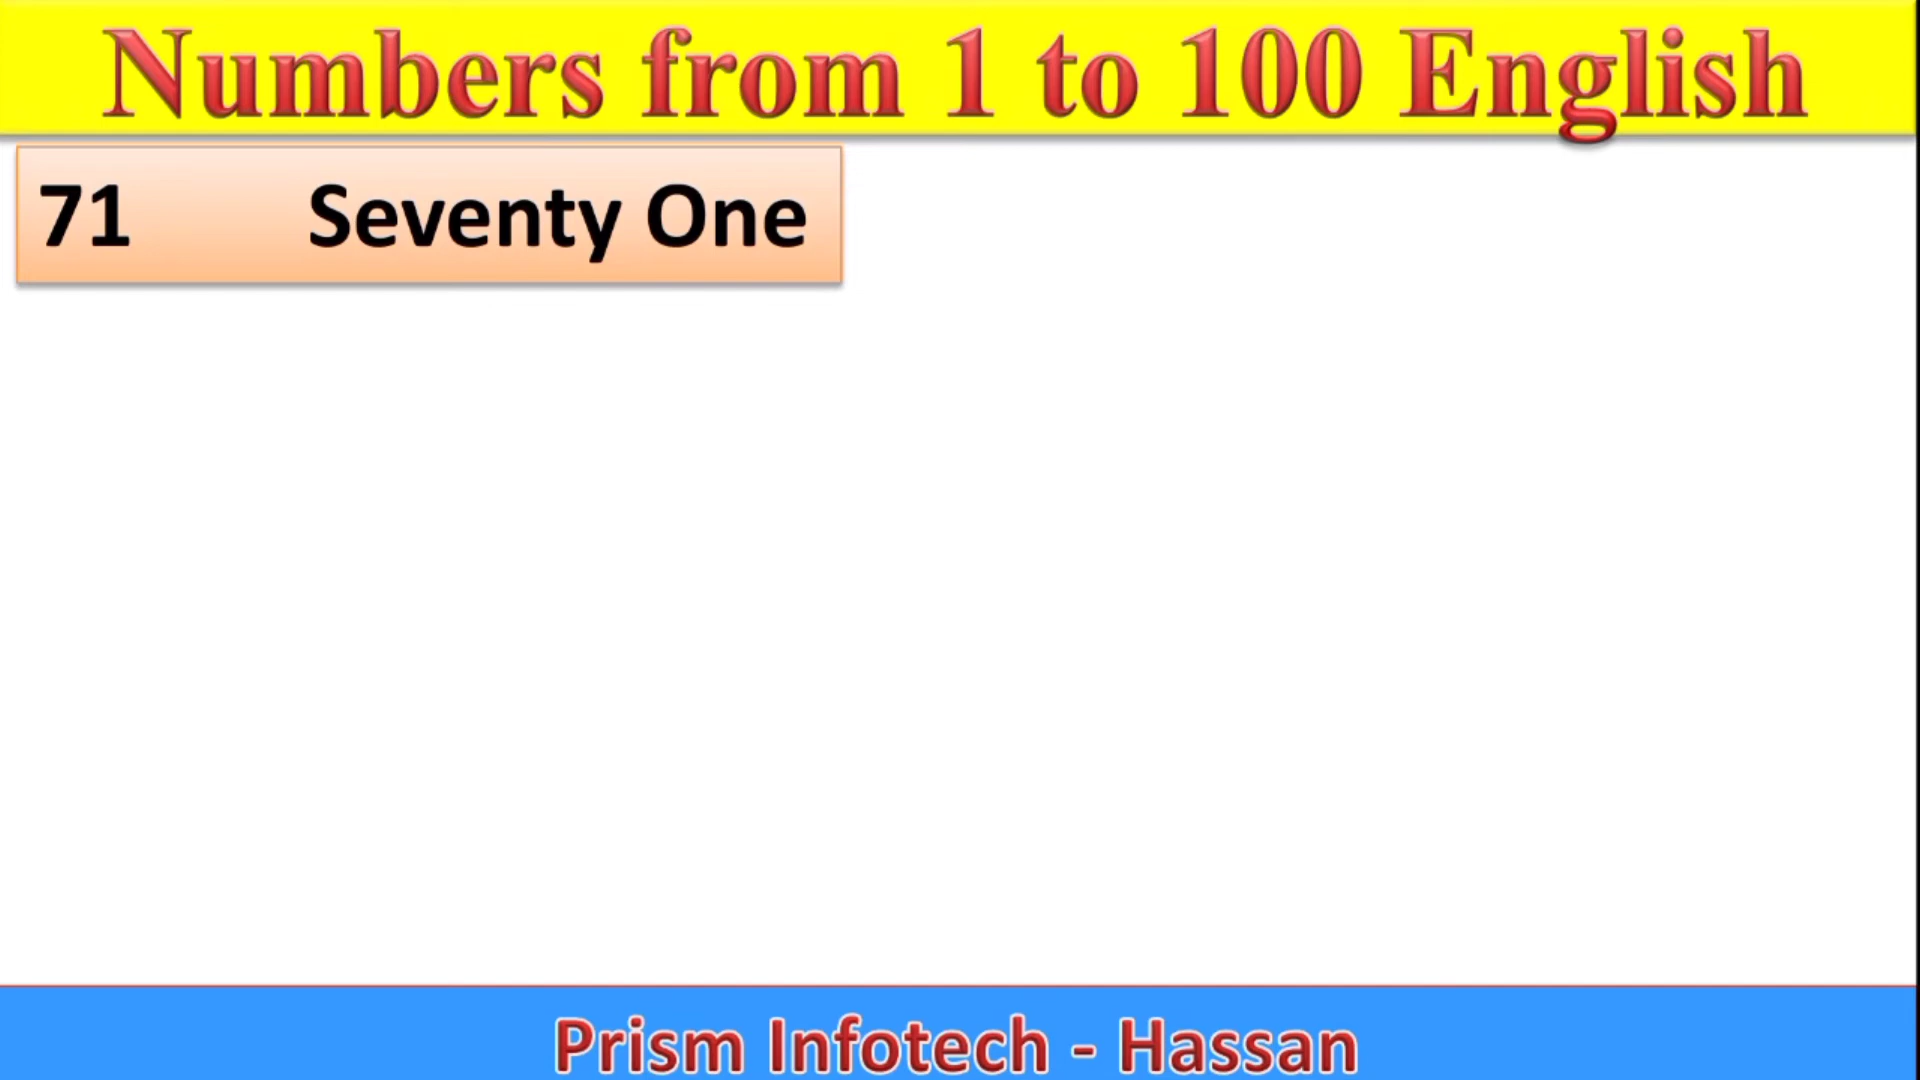 Numbers from 1 to 100 English
71 Seventy One
Prism Infotech - Hassan